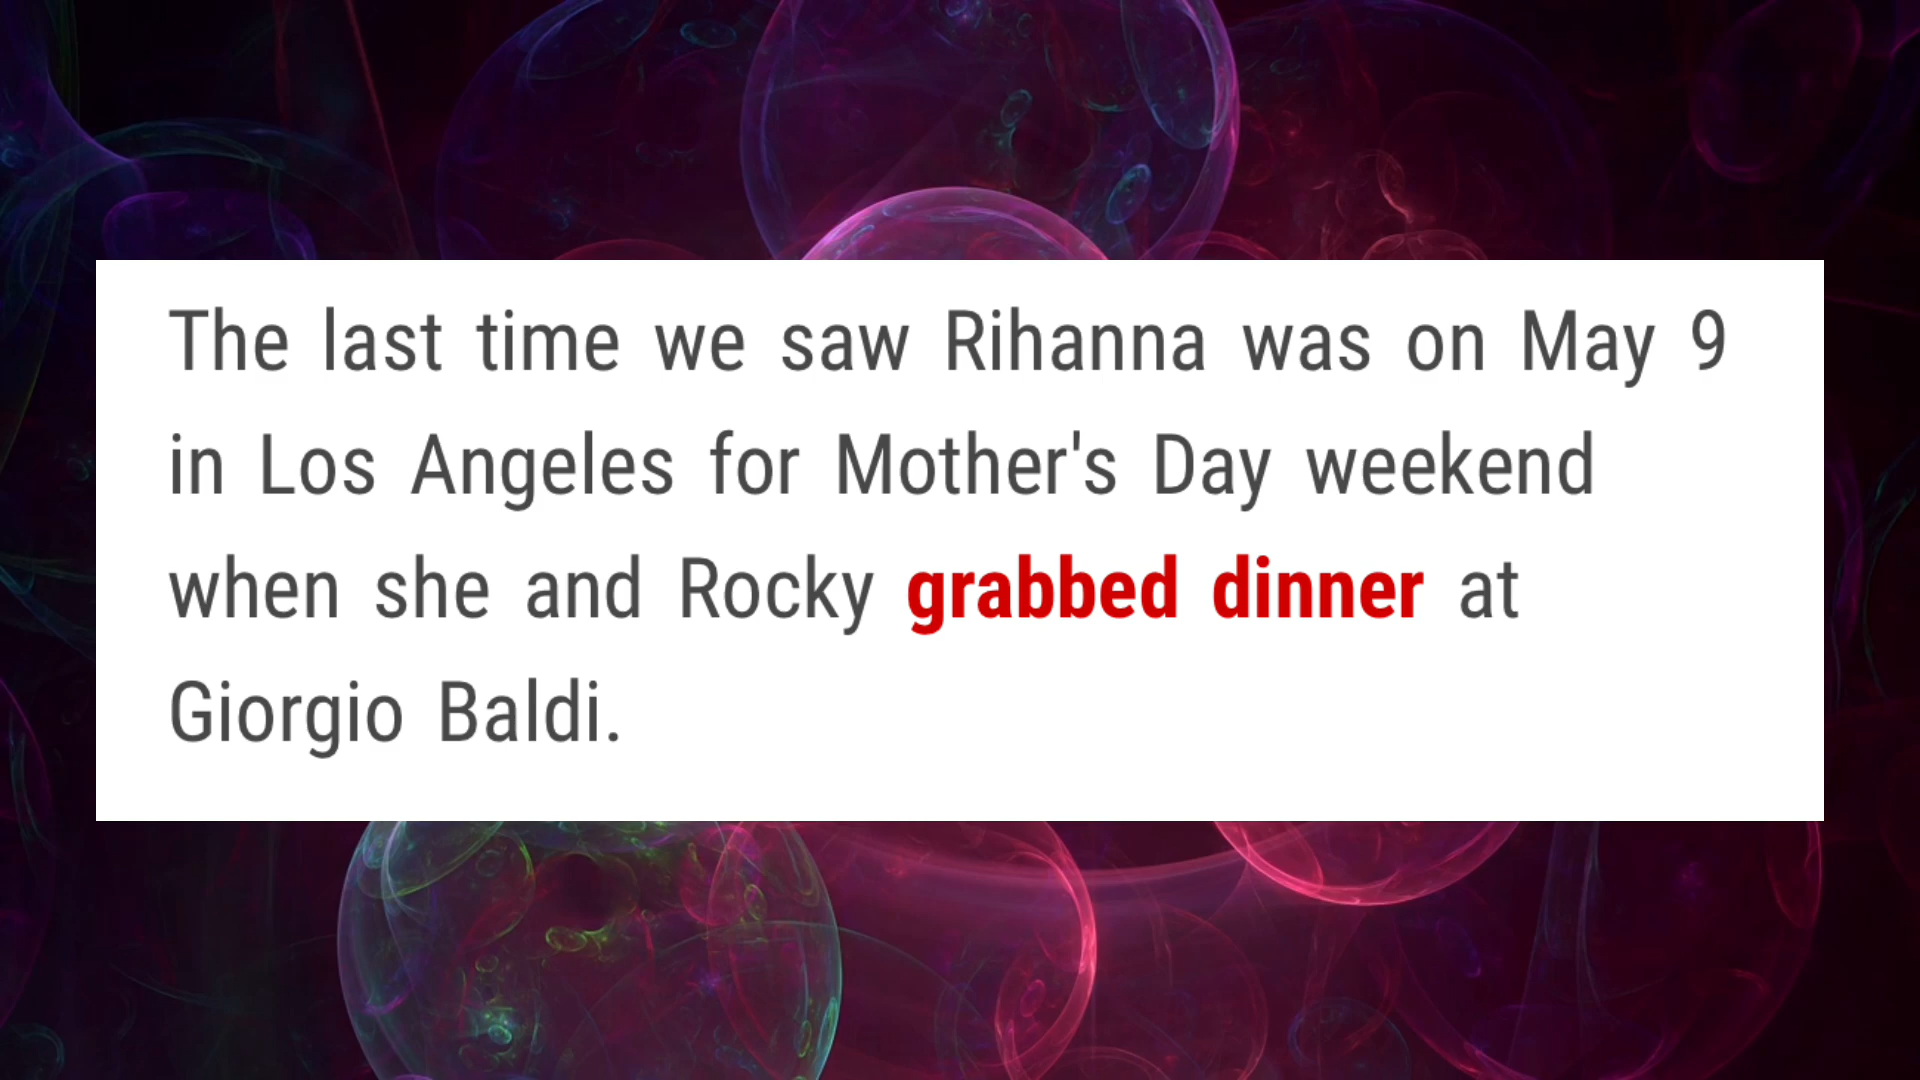 The last time we saw Rihanna was on May 9
in Los Angeles for Mother's Day weekend
when she and Rocky grabbed dinner at
Giorgio Baldi.